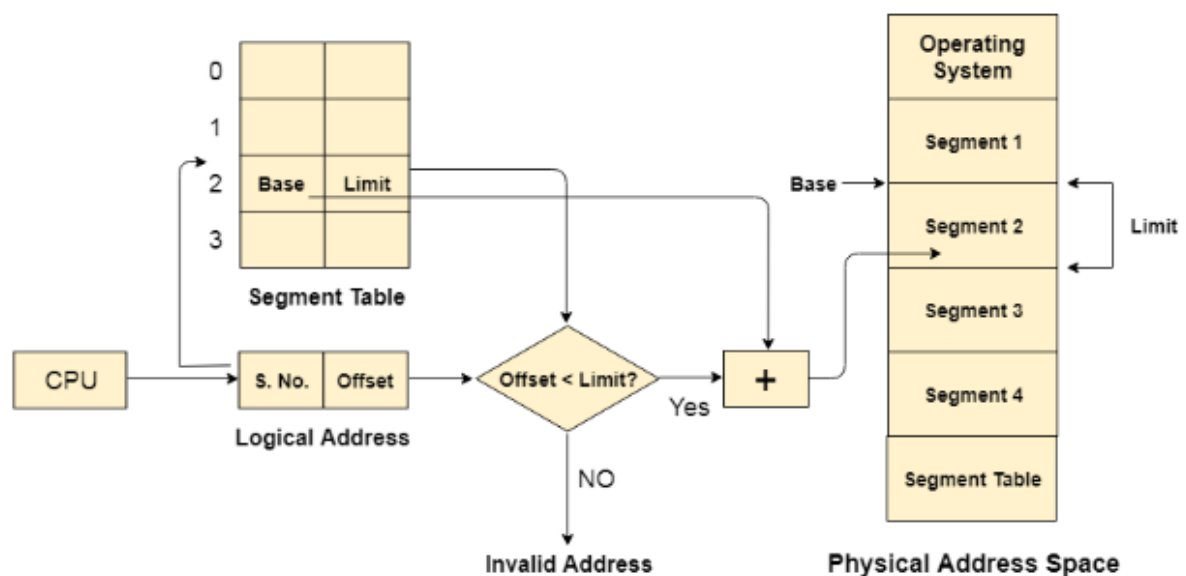 0
1
2
3
Base
Limit
Segment Table
CPU
S. No.
Offset
Logical Address
Offset < Limit?
Yes
+
NO
Invalid Address
Operating
System
Segment 1
Base
Segment 2
Limit
Segment 3
Segment 4
Segment Table
Physical Address Space